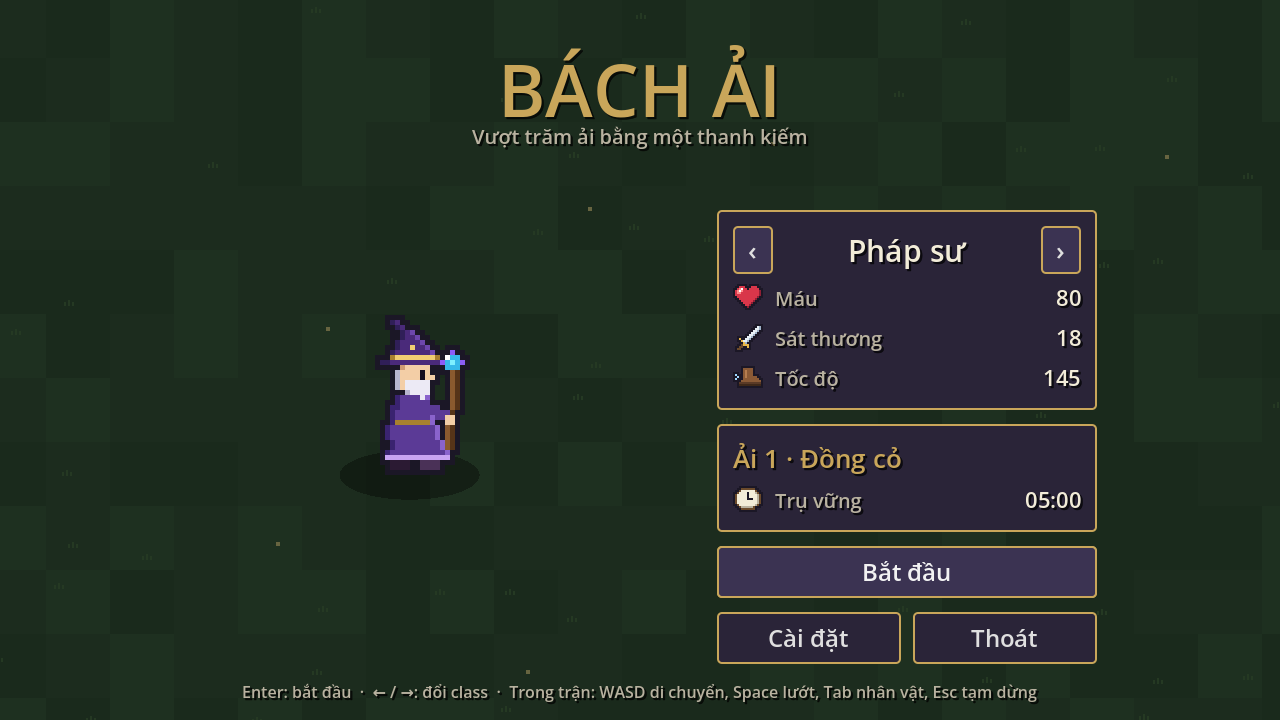 BÁCH ẢI
Vượt trăm ải bằng một thanh kiếm
‹ Pháp sư ›
Máu 80
Sát thương 18
Tốc độ 145
Ải 1 · Đồng cỏ
Trụ vững 05:00
Bắt đầu
Cài đặt Thoát
Enter: bắt đầu · ← / →: đổi class · Trong trận: WASD di chuyển, Space lướt, Tab nhân vật, Esc tạm dừng